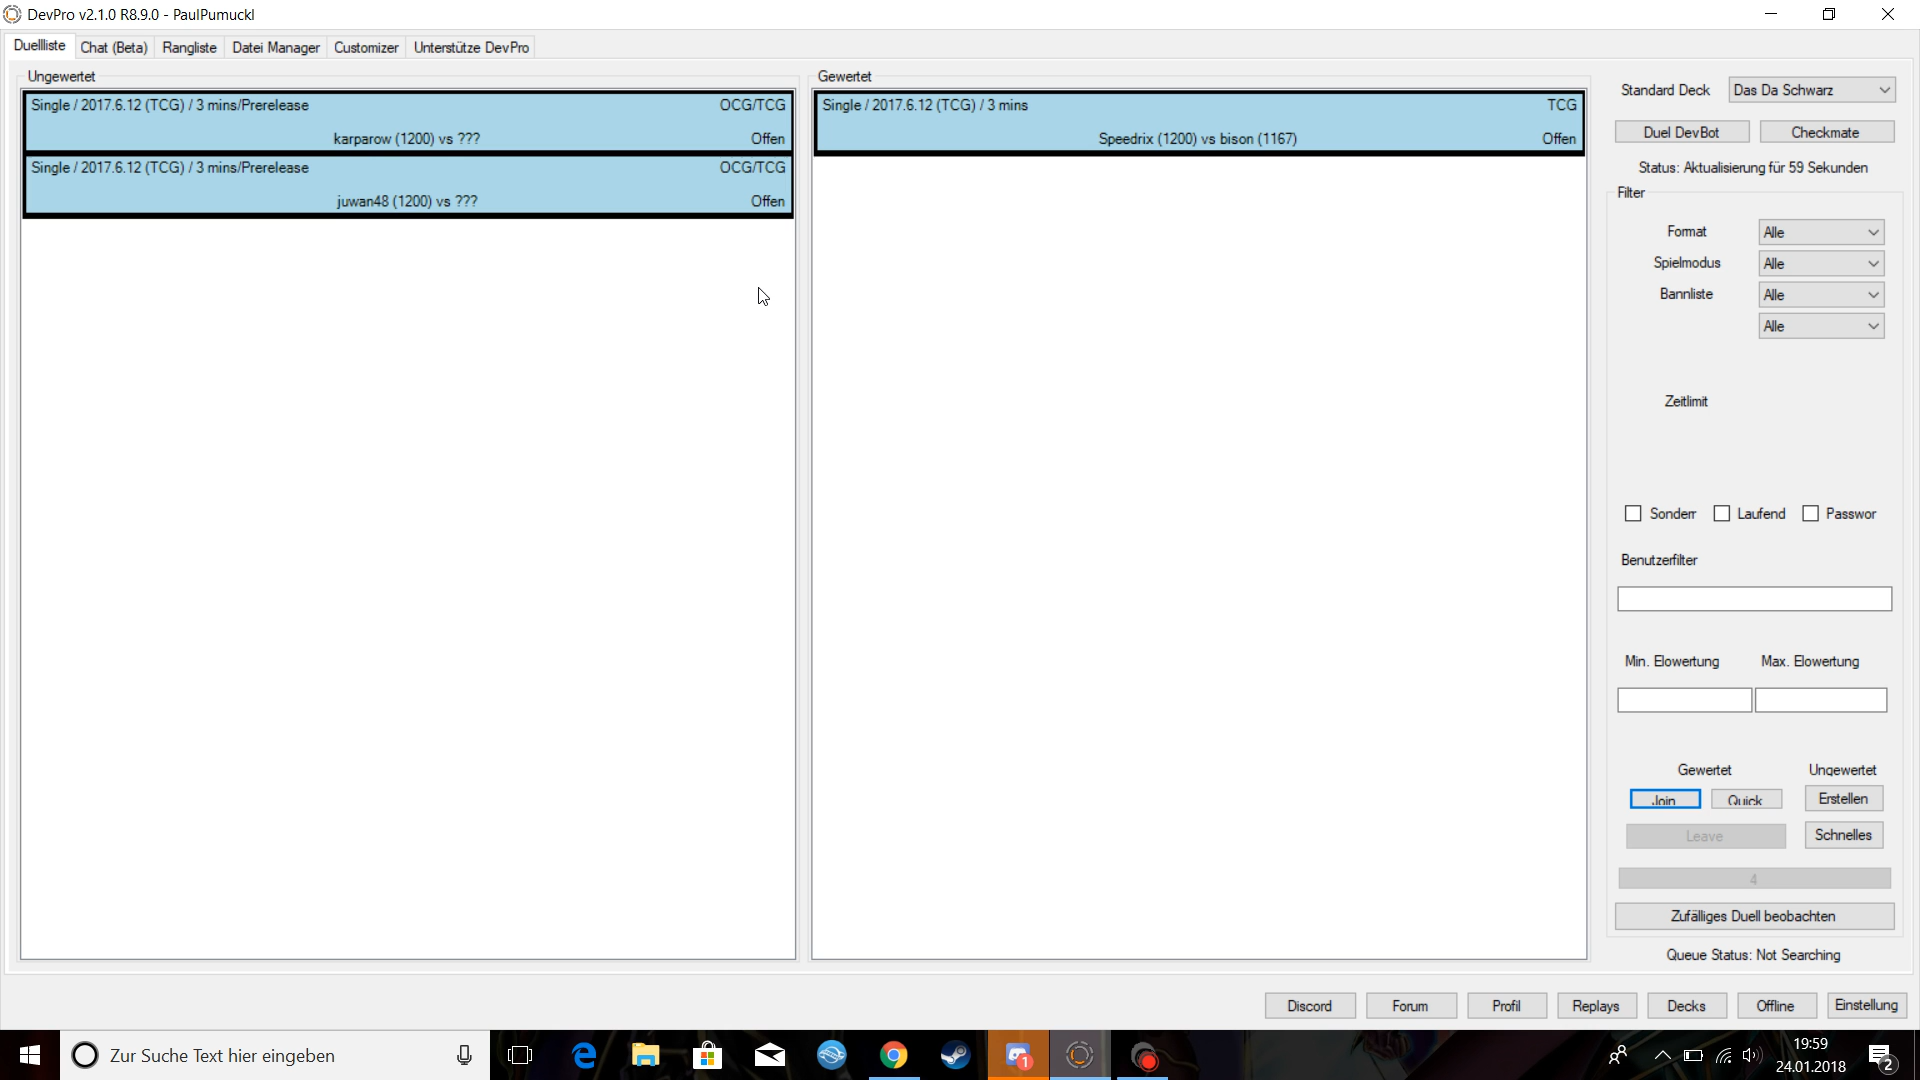 DevPro v2.1.0 R8.9.0 - PaulPumuckl
Duelliste Chat (Beta) Rangliste Datei Manager Customizer Unterstütze DevPro
Ungewertet
Single / 2017.6.12 (TCG) / 3 mins/Prerelease OCG/TCG
karparow (1200) vs ??? Offen
Single / 2017.6.12 (TCG) / 3 mins/Prerelease OCG/TCG
juwan48 (1200) vs ??? Offen
Gewertet
Single / 2017.6.12 (TCG) / 3 mins TCG
Speedrix (1200) vs bison (1167) Offen
Standard Deck Das Da Schwarz
Duel DevBot Checkmate
Status: Aktualisierung für 59 Sekunden
Filter
Format Alle
Spielmodus Alle
Bannliste Alle
Alle
Zeitlimit
Sonderr Laufend Passwor
Benutzerfilter
Min. Elowertung Max. Elowertung
Gewertet Ungewertet
Join Quick Erstellen
Leave Schnelles
4
Zufälliges Duell beobachten
Queue Status: Not Searching
Discord Forum Profil Replays Decks Offline Einstellung
Zur Suche Text hier eingeben
1
19:59
24.01.2018
2